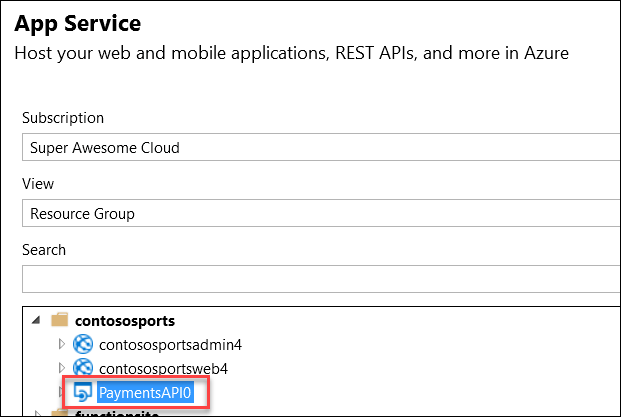 App Service
Host your web and mobile applications, REST APIs, and more in Azure
Subscription
Super Awesome Cloud
View
Resource Group
Search
contososports
contososportsadmin4
contososportsweb4
PaymentsAPI0
functionsite